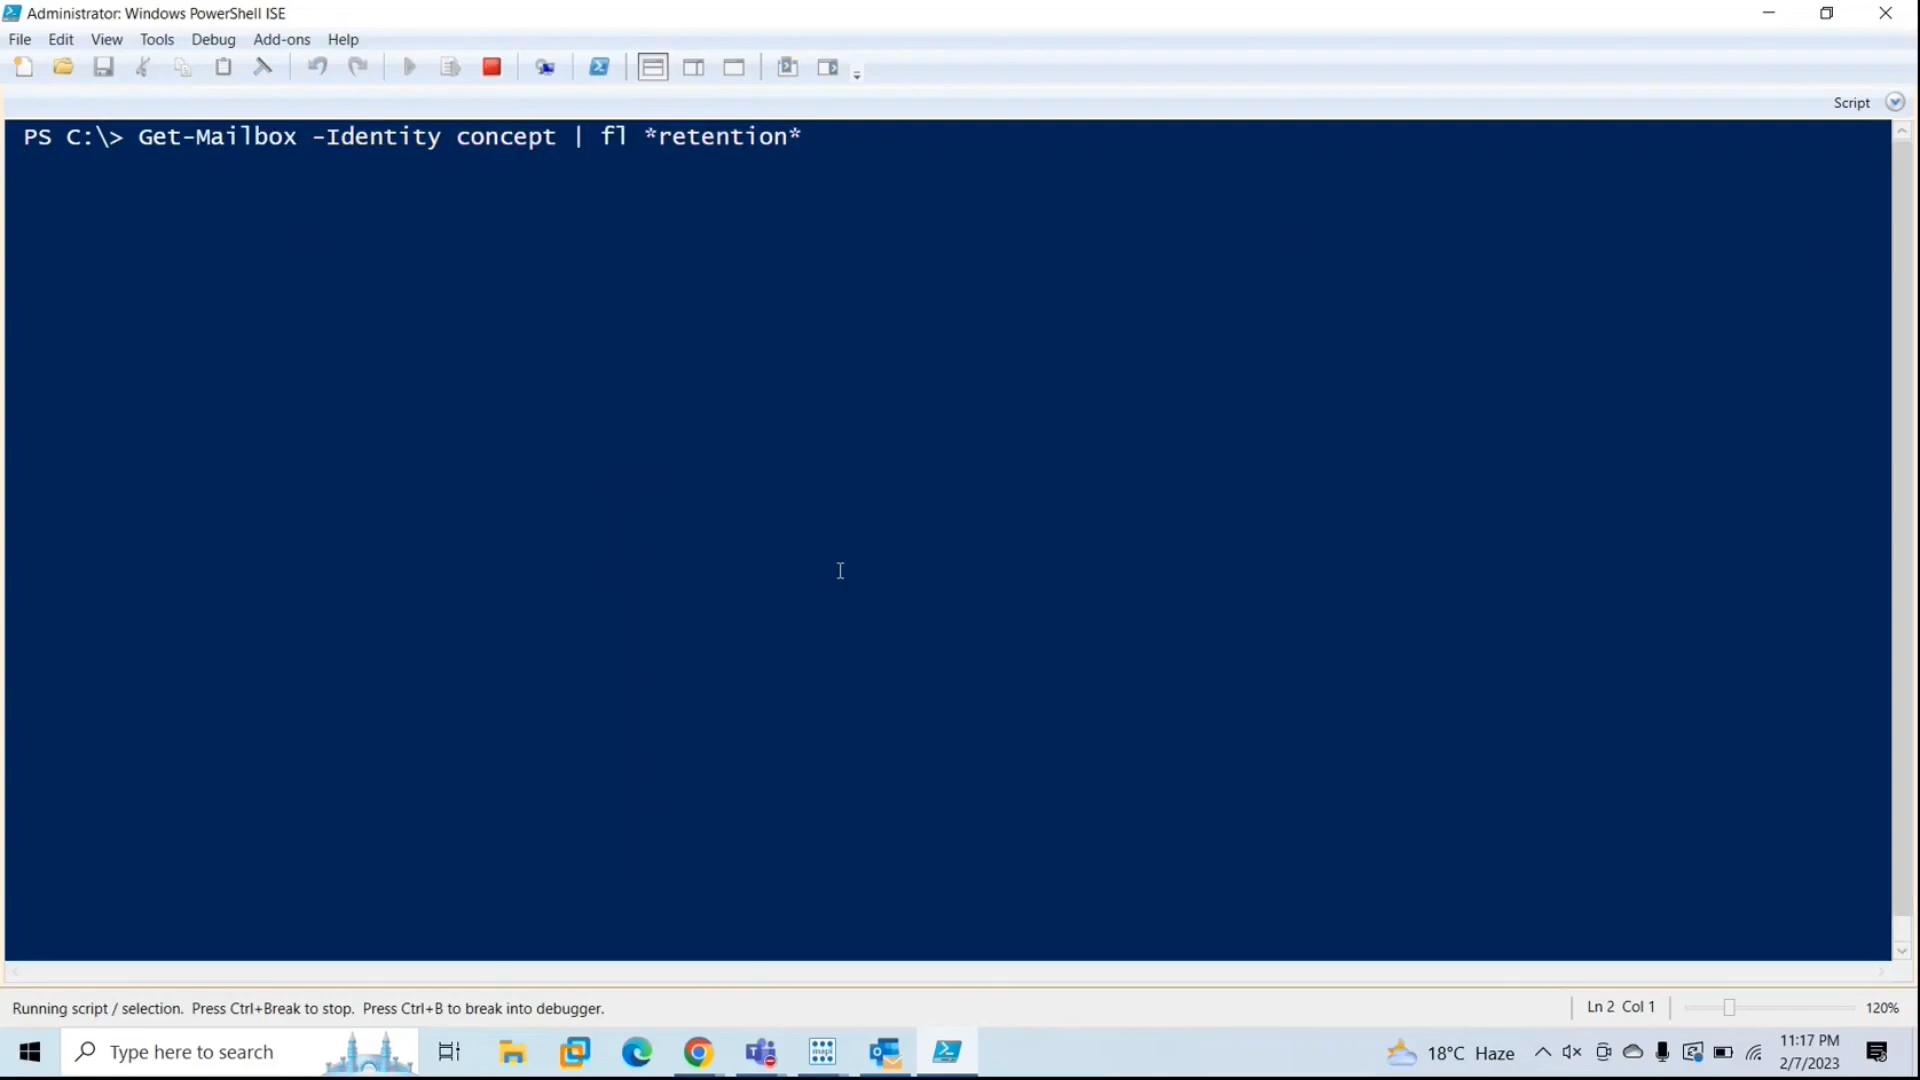 Administrator: Windows PowerShell ISE
File Edit View Tools Debug Add-ons Help
Script
PS C:\> Get-Mailbox -Identity concept | fl *retention*
Running script / selection. Press Ctrl+Break to stop. Press Ctrl+B to break into debugger.
Ln 2 Col 1
120%
Type here to search
mapi
18°C Haze
11:17 PM
2/7/2023